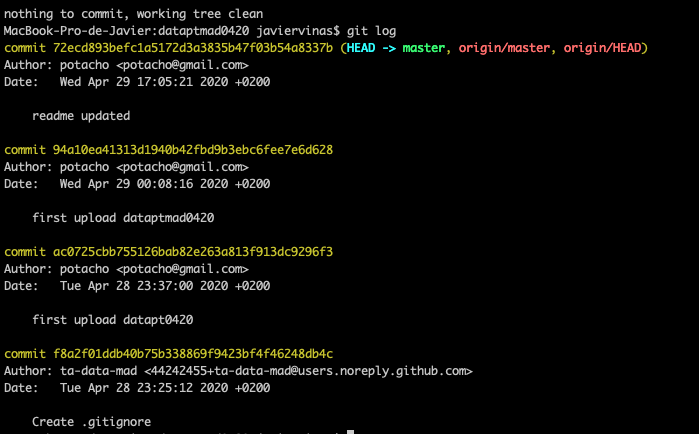 nothing to commit, working tree clean
MacBook-Pro-de-Javier:dataptmad0420 javiervinas$ git log
commit 72ecd893befc1a5172d3a3835b47f03b54a8337b (HEAD -> master, origin/master, origin/HEAD)
Author: potacho <potacho@gmail.com>
Date:   Wed Apr 29 17:05:21 2020 +0200
    readme updated
commit 94a10ea41313d1940b42fbd9b3ebc6fee7e6d628
Author: potacho <potacho@gmail.com>
Date:   Wed Apr 29 00:08:16 2020 +0200
    first upload dataptmad0420
commit ac0725cbb755126bab82e263a813f913dc9296f3
Author: potacho <potacho@gmail.com>
Date:   Tue Apr 28 23:37:00 2020 +0200
    first upload datapt0420
commit f8a2f01ddb40b75b338869f9423bf4f46248db4c
Author: ta-data-mad <44242455+ta-data-mad@users.noreply.github.com>
Date:   Tue Apr 28 23:25:12 2020 +0200
    Create .gitignore